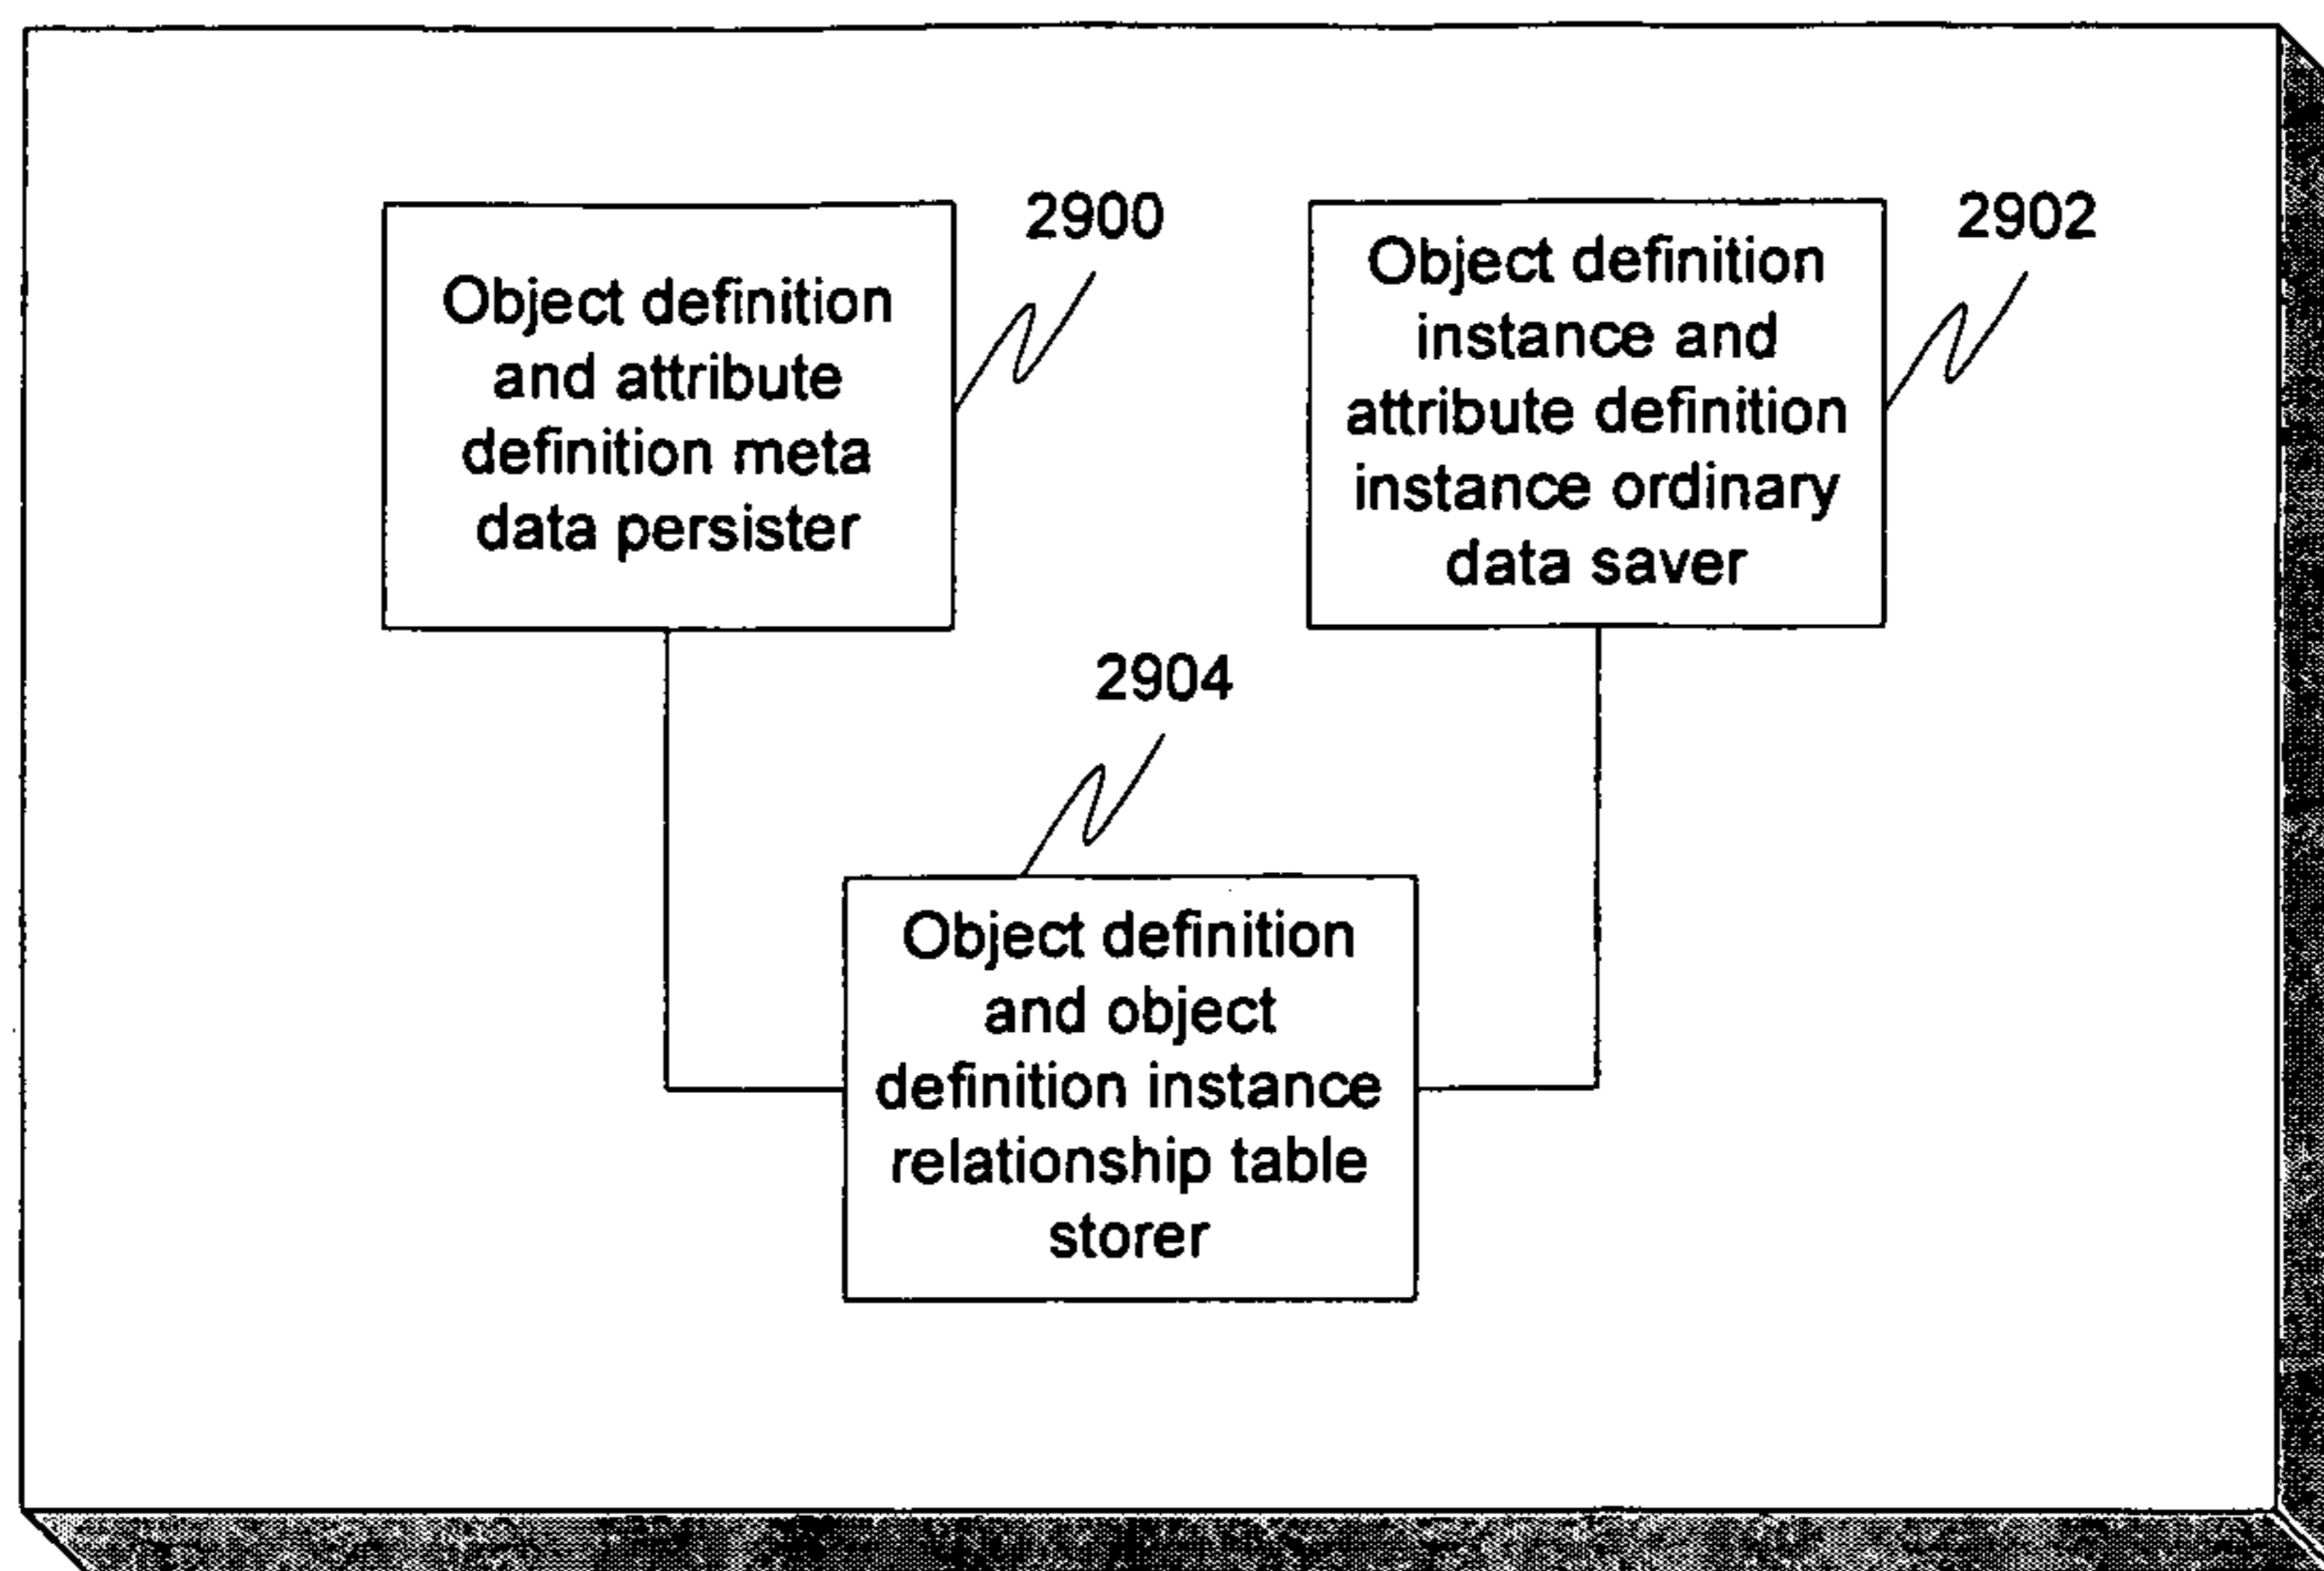 2900
Object definition
and attribute
definition meta
data persister
2902
Object definition
instance and
attribute definition
instance ordinary
data saver
2904
Object definition
and object
definition instance
relationship table
storer